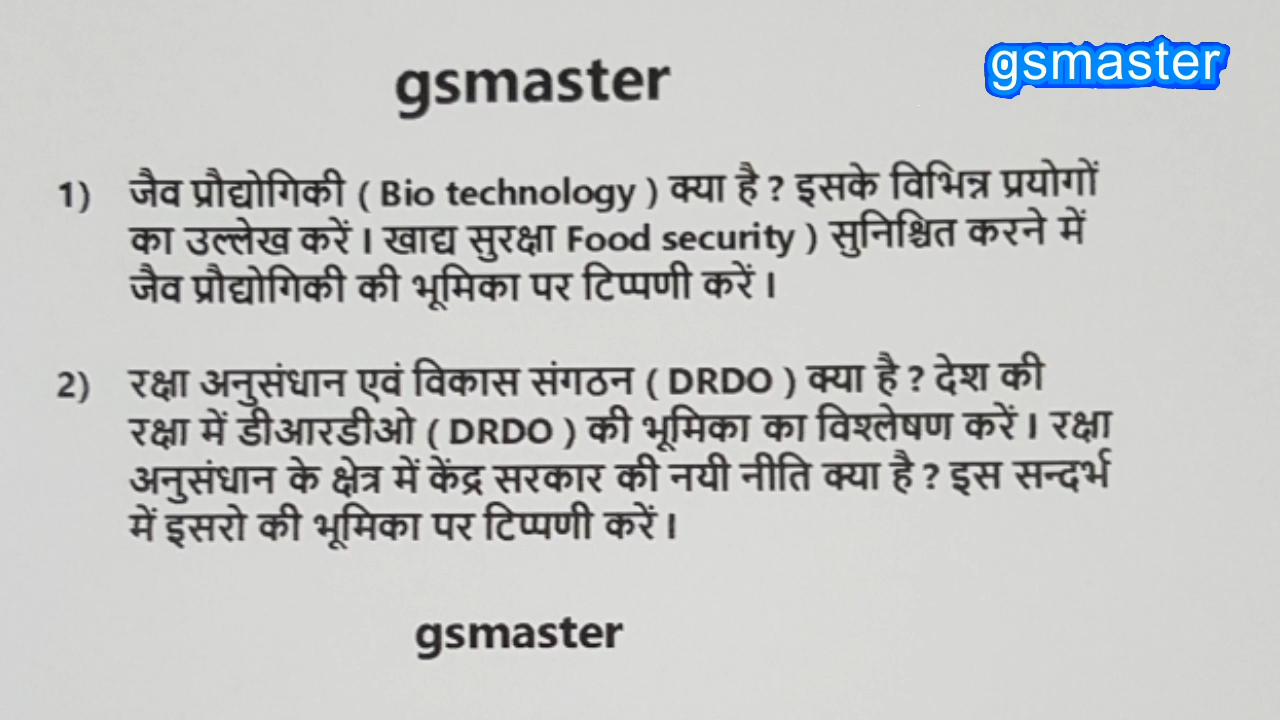 gsmaster
gsmaster
1) जैव प्रौद्योगिकी ( Bio technology ) क्या है ? इसके विभिन्न प्रयोगों
का उल्लेख करें । खाद्य सुरक्षा Food security ) सुनिश्चित करने में
जैव प्रौद्योगिकी की भूमिका पर टिप्पणी करें ।
2) रक्षा अनुसंधान एवं विकास संगठन ( DRDO ) क्या है ? देश की
रक्षा में डीआरडीओ ( DRDO ) की भूमिका का विश्लेषण करें । रक्षा
अनुसंधान के क्षेत्र में केंद्र सरकार की नयी नीति क्या है ? इस सन्दर्भ
में इसरो की भूमिका पर टिप्पणी करें ।
gsmaster